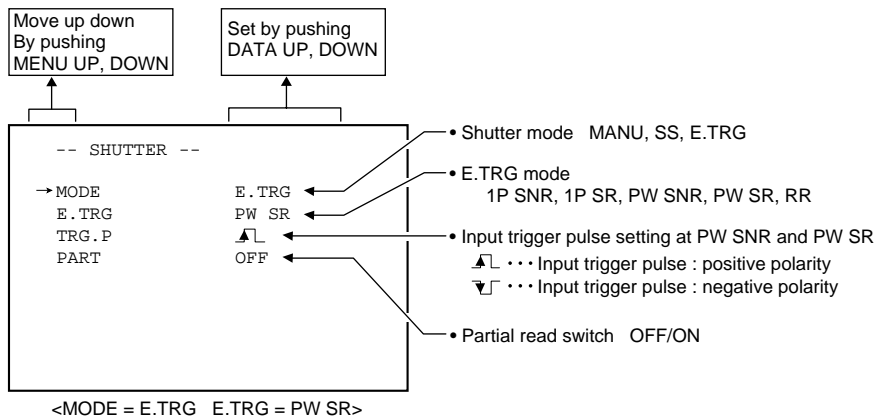 Move up down
By pushing
MENU UP, DOWN
Set by pushing
DATA UP, DOWN
-- SHUTTER --
→MODE E.TRG
E.TRG PW SR
TRG.P
PART OFF
• Shutter mode MANU, SS, E.TRG
• E.TRG mode
1P SNR, 1P SR, PW SNR, PW SR, RR
• Input trigger pulse setting at PW SNR and PW SR
··· Input trigger pulse : positive polarity
··· Input trigger pulse : negative polarity
• Partial read switch OFF/ON
<MODE = E.TRG E.TRG = PW SR>